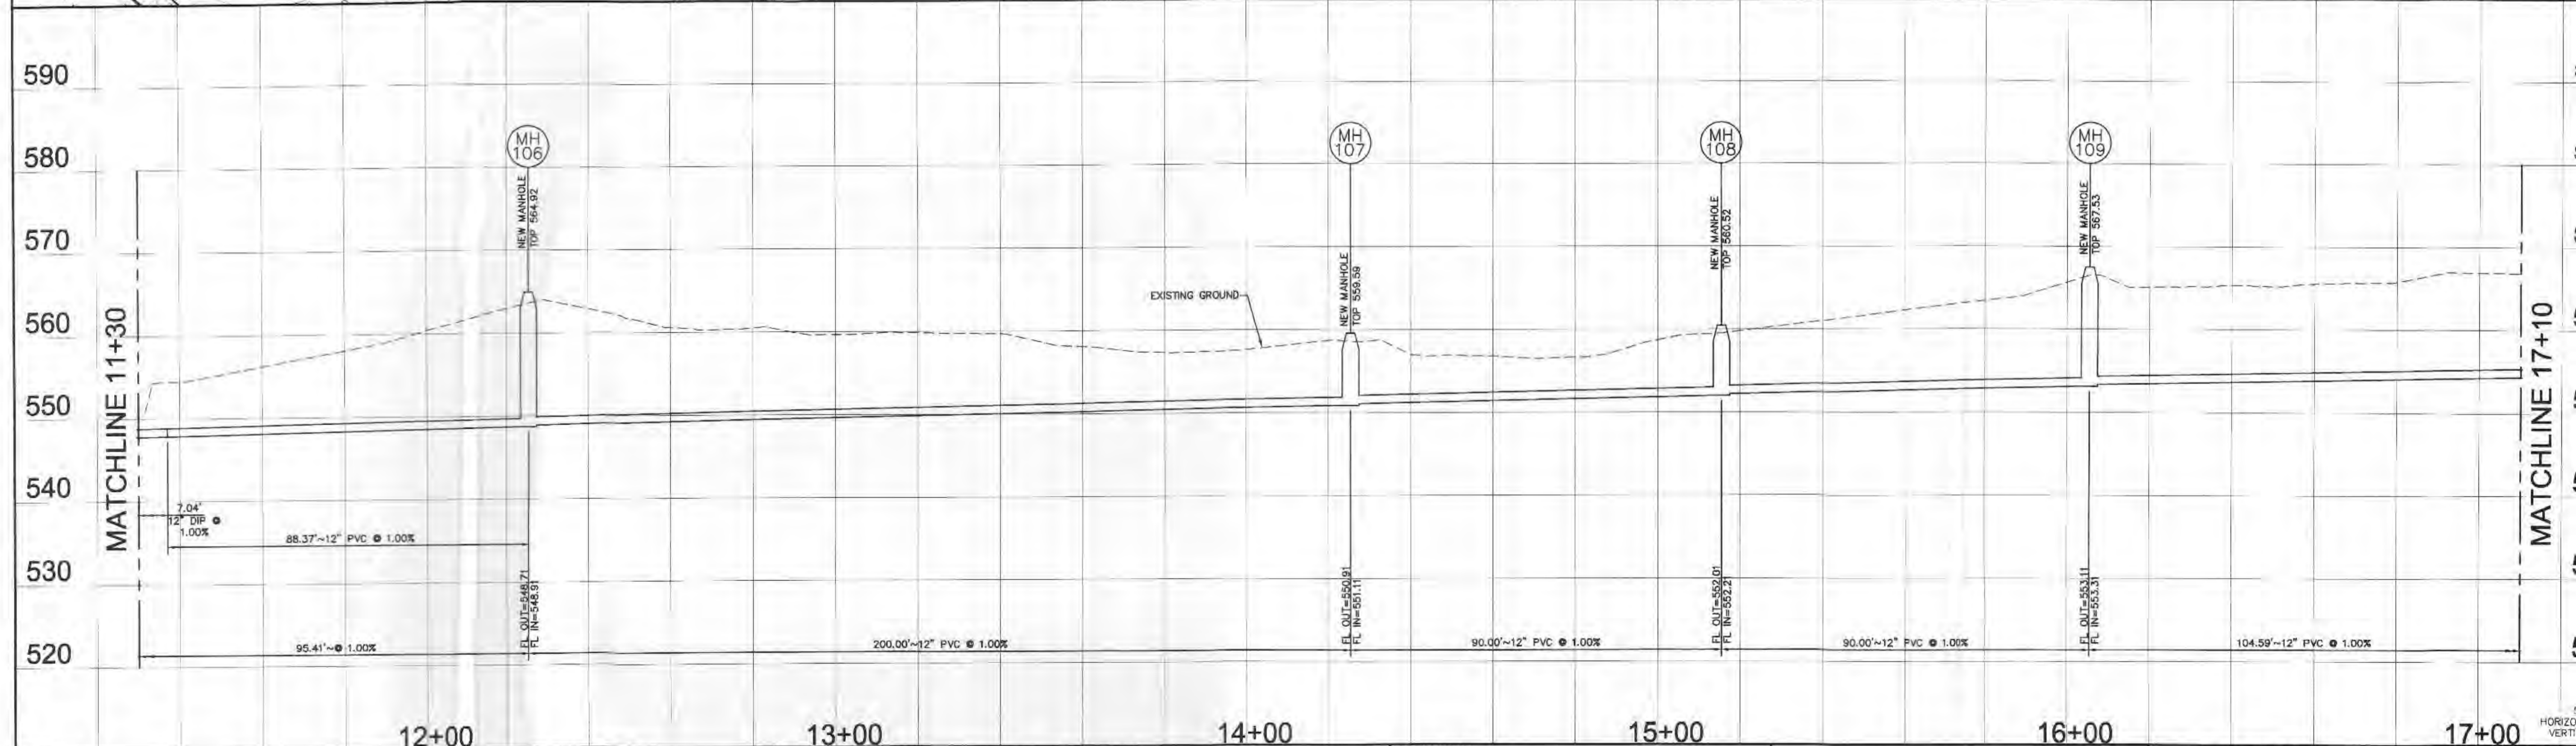 590
580
570
560
550
540
530
520
MATCHLINE 11+30
7.04'
12" DIP @
1.00%
88.37'~12" PVC @ 1.00%
95.41'~@ 1.00%
MH
106
NEW MANHOLE
TOP 564.92
FL OUT=548.71
FL IN=548.91
200.00'~12" PVC @ 1.00%
EXISTING GROUND
MH
107
NEW MANHOLE
TOP 559.59
FL OUT=550.91
FL IN=551.11
90.00'~12" PVC @ 1.00%
MH
108
NEW MANHOLE
TOP 560.52
FL OUT=552.01
FL IN=552.21
90.00'~12" PVC @ 1.00%
MH
109
NEW MANHOLE
TOP 567.53
FL OUT=553.11
FL IN=553.31
104.59'~12" PVC @ 1.00%
MATCHLINE 17+10
12+00
13+00
14+00
15+00
16+00
17+00
HORIZO
VERT